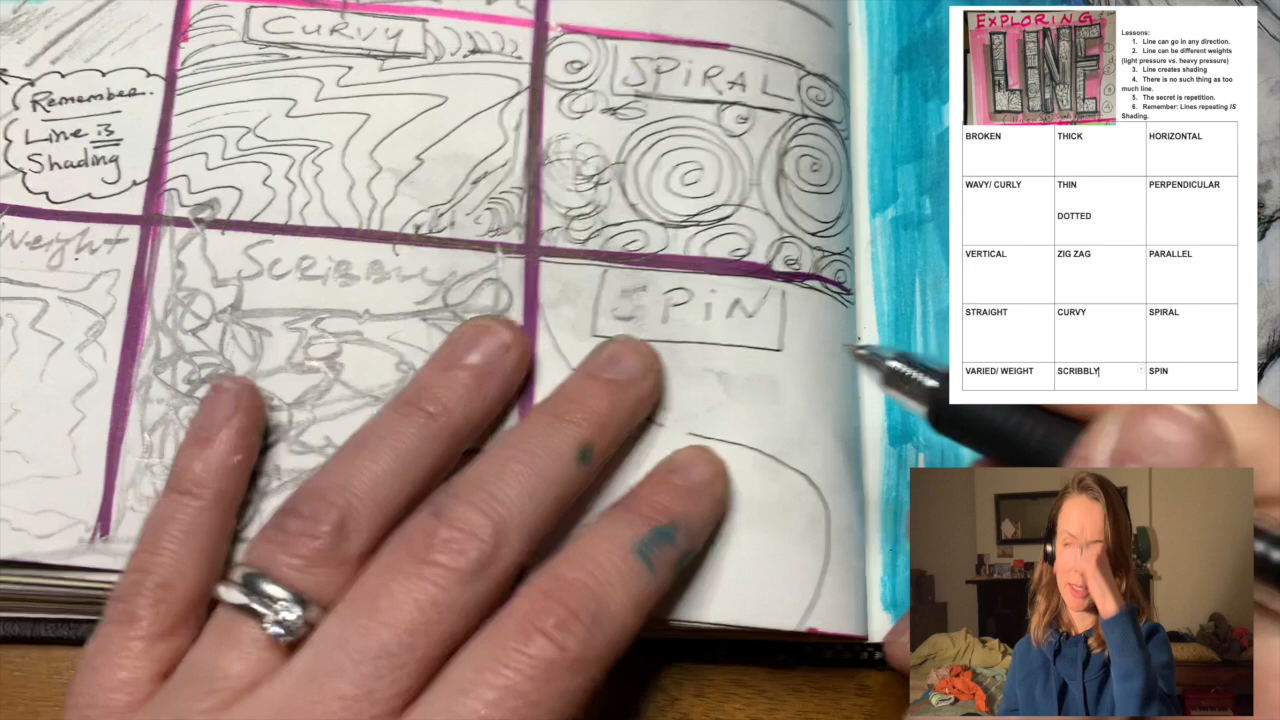 CURVY
SPIRAL
Remember.
Line is
Shading
Weight
SCRIBBLY
SPIN
EXPLORING
LINE
Lessons:
1. Line can go in any direction.
2. Line can be different weights
(light pressure vs. heavy pressure)
3. Line creates shading
4. There is no such thing as too
much line.
5. The secret is repetition.
6. Remember: Lines repeating IS
Shading.
BROKEN THICK HORIZONTAL
WAVY/ CURLY THIN PERPENDICULAR
DOTTED
VERTICAL ZIG ZAG PARALLEL
STRAIGHT CURVY SPIRAL
VARIED/ WEIGHT SCRIBBLY SPIN